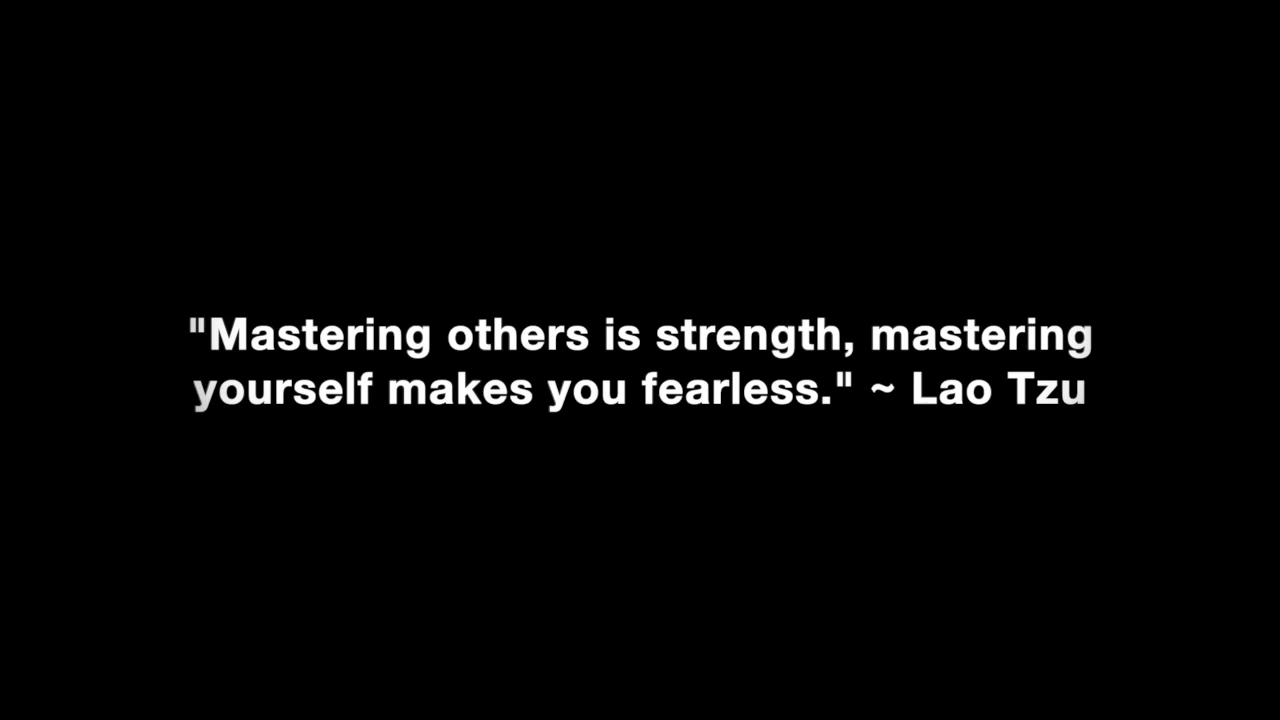 "Mastering others is strength, mastering
yourself makes you fearless." ~ Lao Tzu